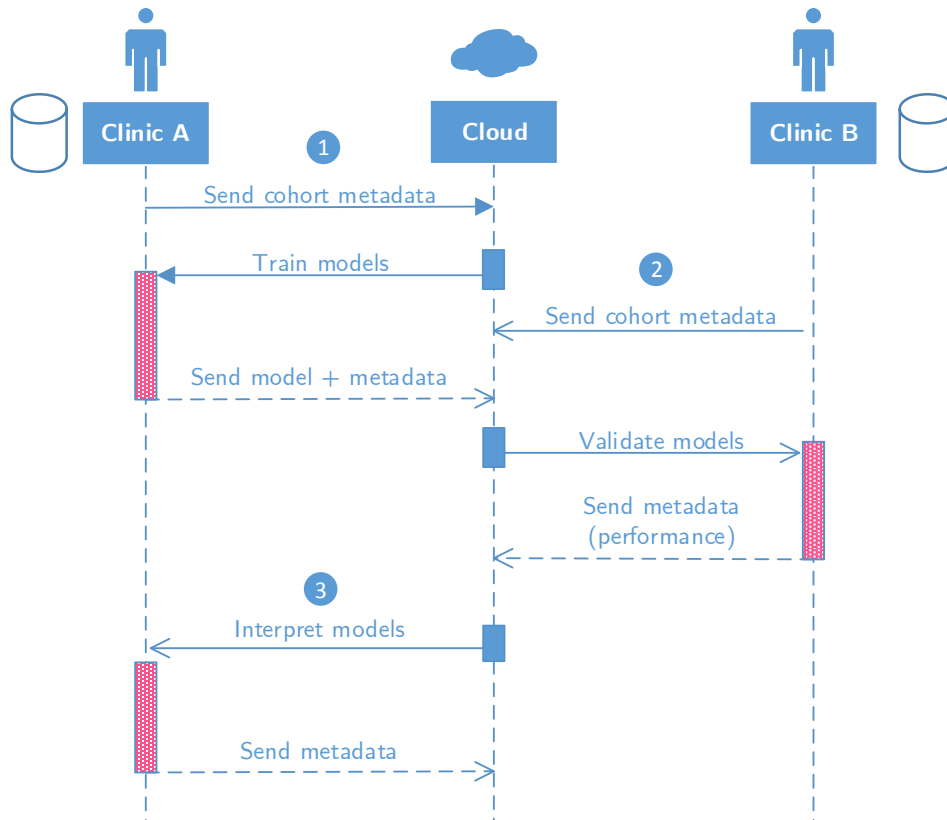 Clinic A
Cloud
Clinic B
1
Send cohort metadata
Train models
2
Send cohort metadata
Send model + metadata
Validate models
Send metadata
(performance)
3
Interpret models
Send metadata